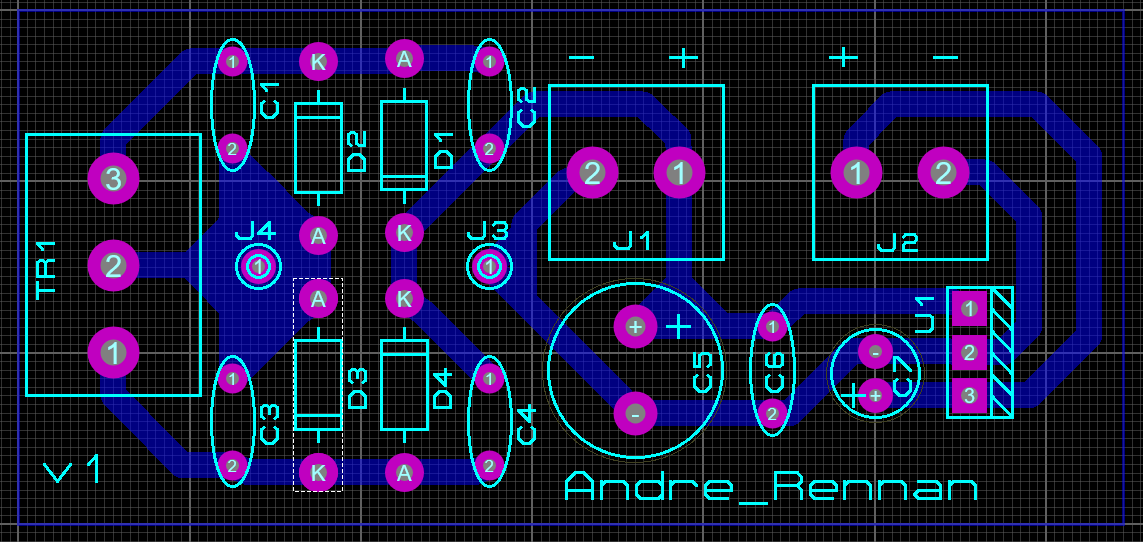 − + + −
1 K A 1
C1 C2
D2 D1
2 2
3 2 1 1 2
J4 A K J3 J1 J2
TR1 2 1 1
A K U1 1
+ + 1
1 - 2
1 D3 D4 1 C5 C6 C7
C3 C4 + + 3
- 2
2 K A 2
V1 Andre_Rennan